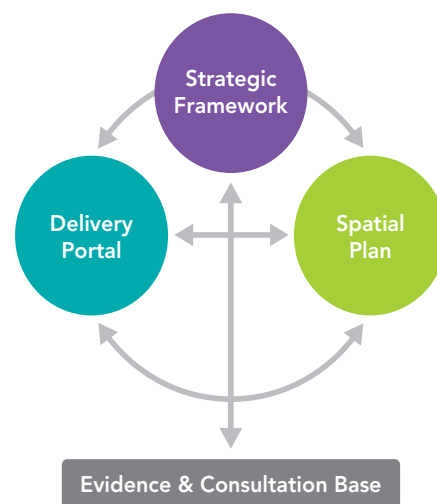 Strategic
Framework
Delivery
Portal
Spatial
Plan
Evidence & Consultation Base